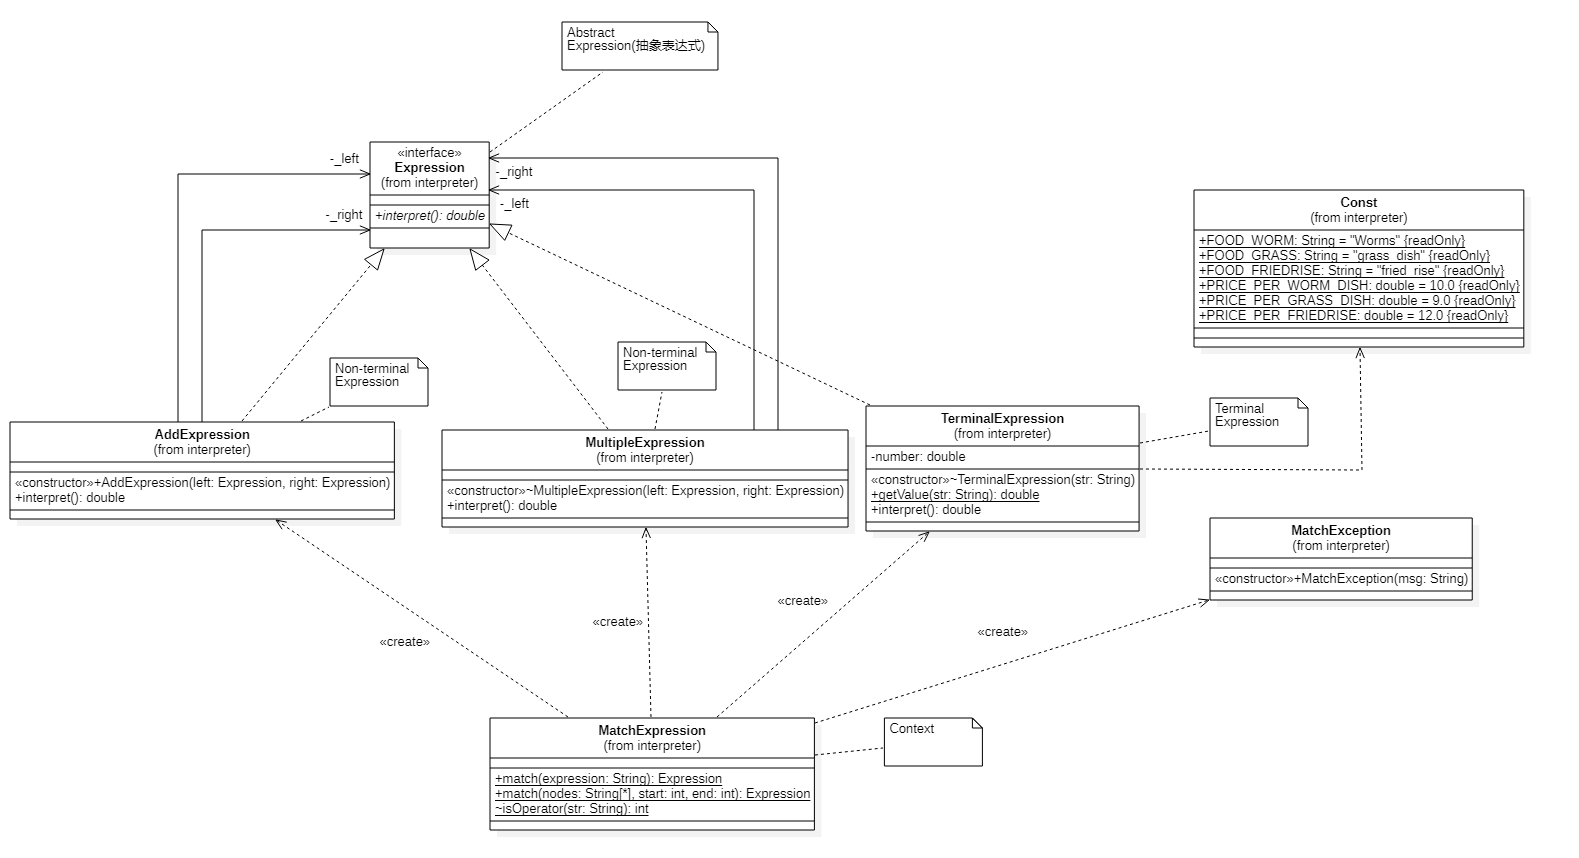 Abstract
Expression(抽象表达式)
«interface»
Expression
(from interpreter)
+interpret(): double
-_left
-_right
-_right
-_left
Const
(from interpreter)
+FOOD_WORM: String = "Worms" {readOnly}
+FOOD_GRASS: String = "grass_dish" {readOnly}
+FOOD_FRIEDRISE: String = "fried_rise" {readOnly}
+PRICE_PER_WORM_DISH: double = 10.0 {readOnly}
+PRICE_PER_GRASS_DISH: double = 9.0 {readOnly}
+PRICE_PER_FRIEDRISE: double = 12.0 {readOnly}
Non-terminal
Expression
Non-terminal
Expression
Terminal
Expression
AddExpression
(from interpreter)
«constructor»+AddExpression(left: Expression, right: Expression)
+interpret(): double
MultipleExpression
(from interpreter)
«constructor»~MultipleExpression(left: Expression, right: Expression)
+interpret(): double
TerminalExpression
(from interpreter)
-number: double
«constructor»~TerminalExpression(str: String)
+getValue(str: String): double
+interpret(): double
MatchException
(from interpreter)
«constructor»+MatchException(msg: String)
«create»
«create»
«create»
«create»
MatchExpression
(from interpreter)
+match(expression: String): Expression
+match(nodes: String[*], start: int, end: int): Expression
~isOperator(str: String): int
Context